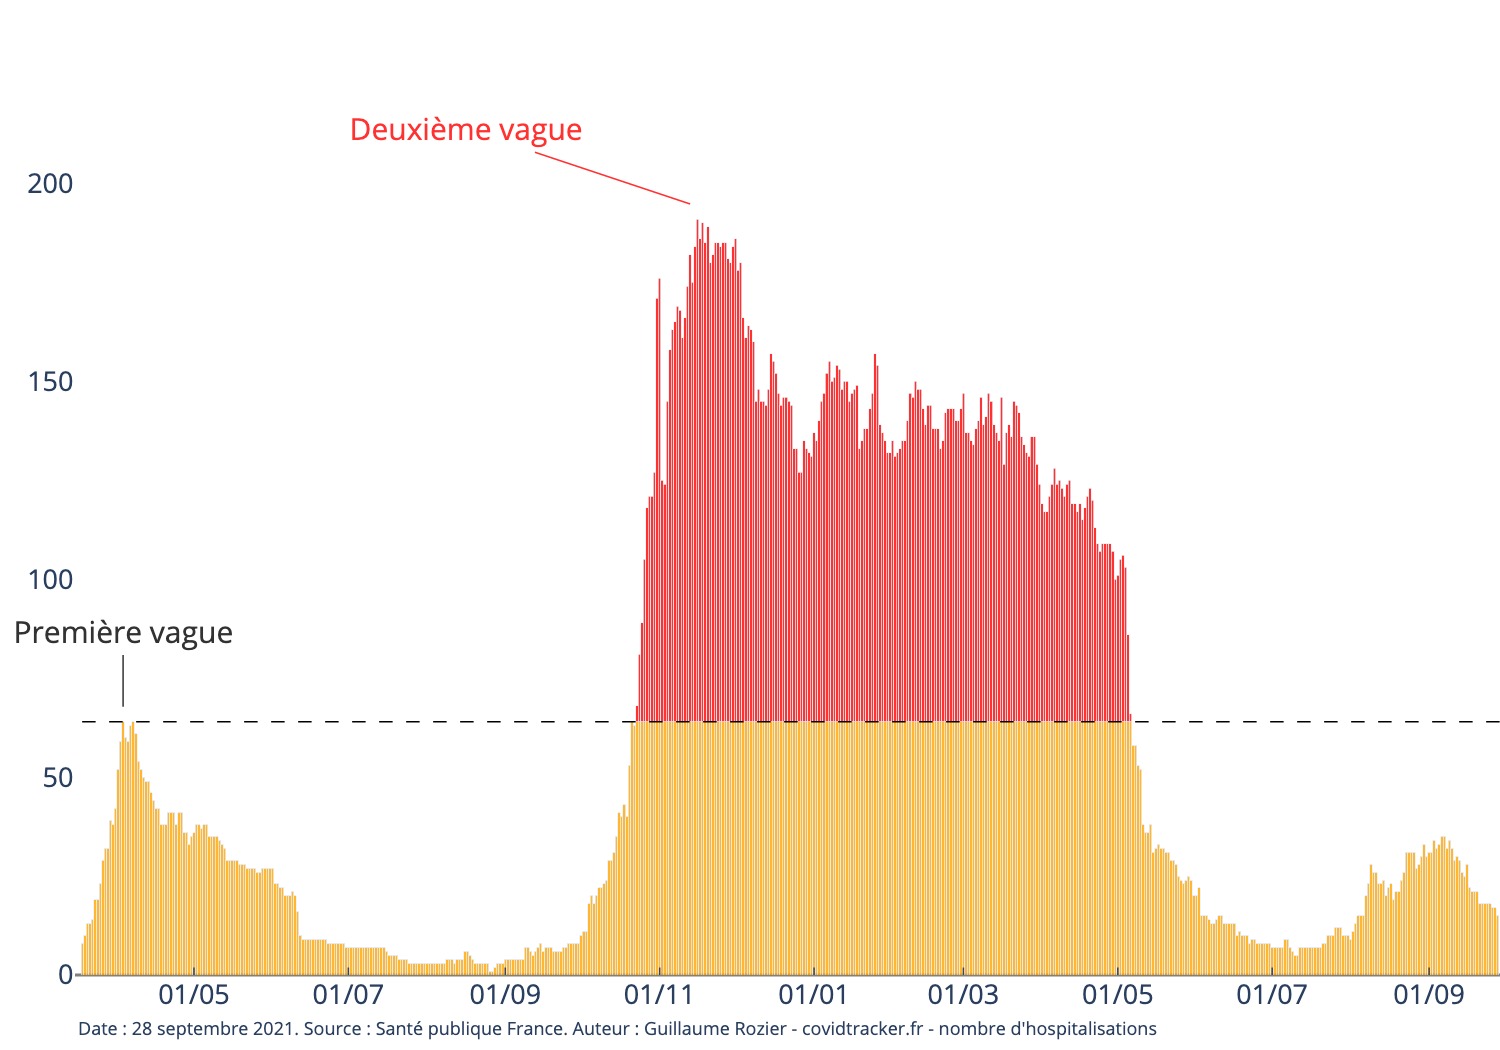 Deuxième vague
200
150
100
Première vague
50
0
01/05 01/07 01/09 01/11 01/01 01/03 01/05 01/07 01/09
Date : 28 septembre 2021. Source : Santé publique France. Auteur : Guillaume Rozier - covidtracker.fr - nombre d'hospitalisations